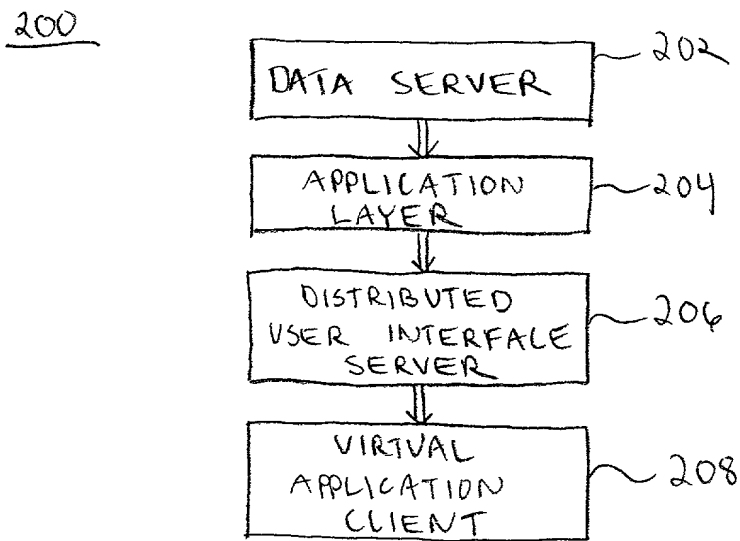 200
DATA SERVER
202
APPLICATION
LAYER
204
DISTRIBUTED
USER INTERFACE
SERVER
206
VIRTUAL
APPLICATION
CLIENT
208